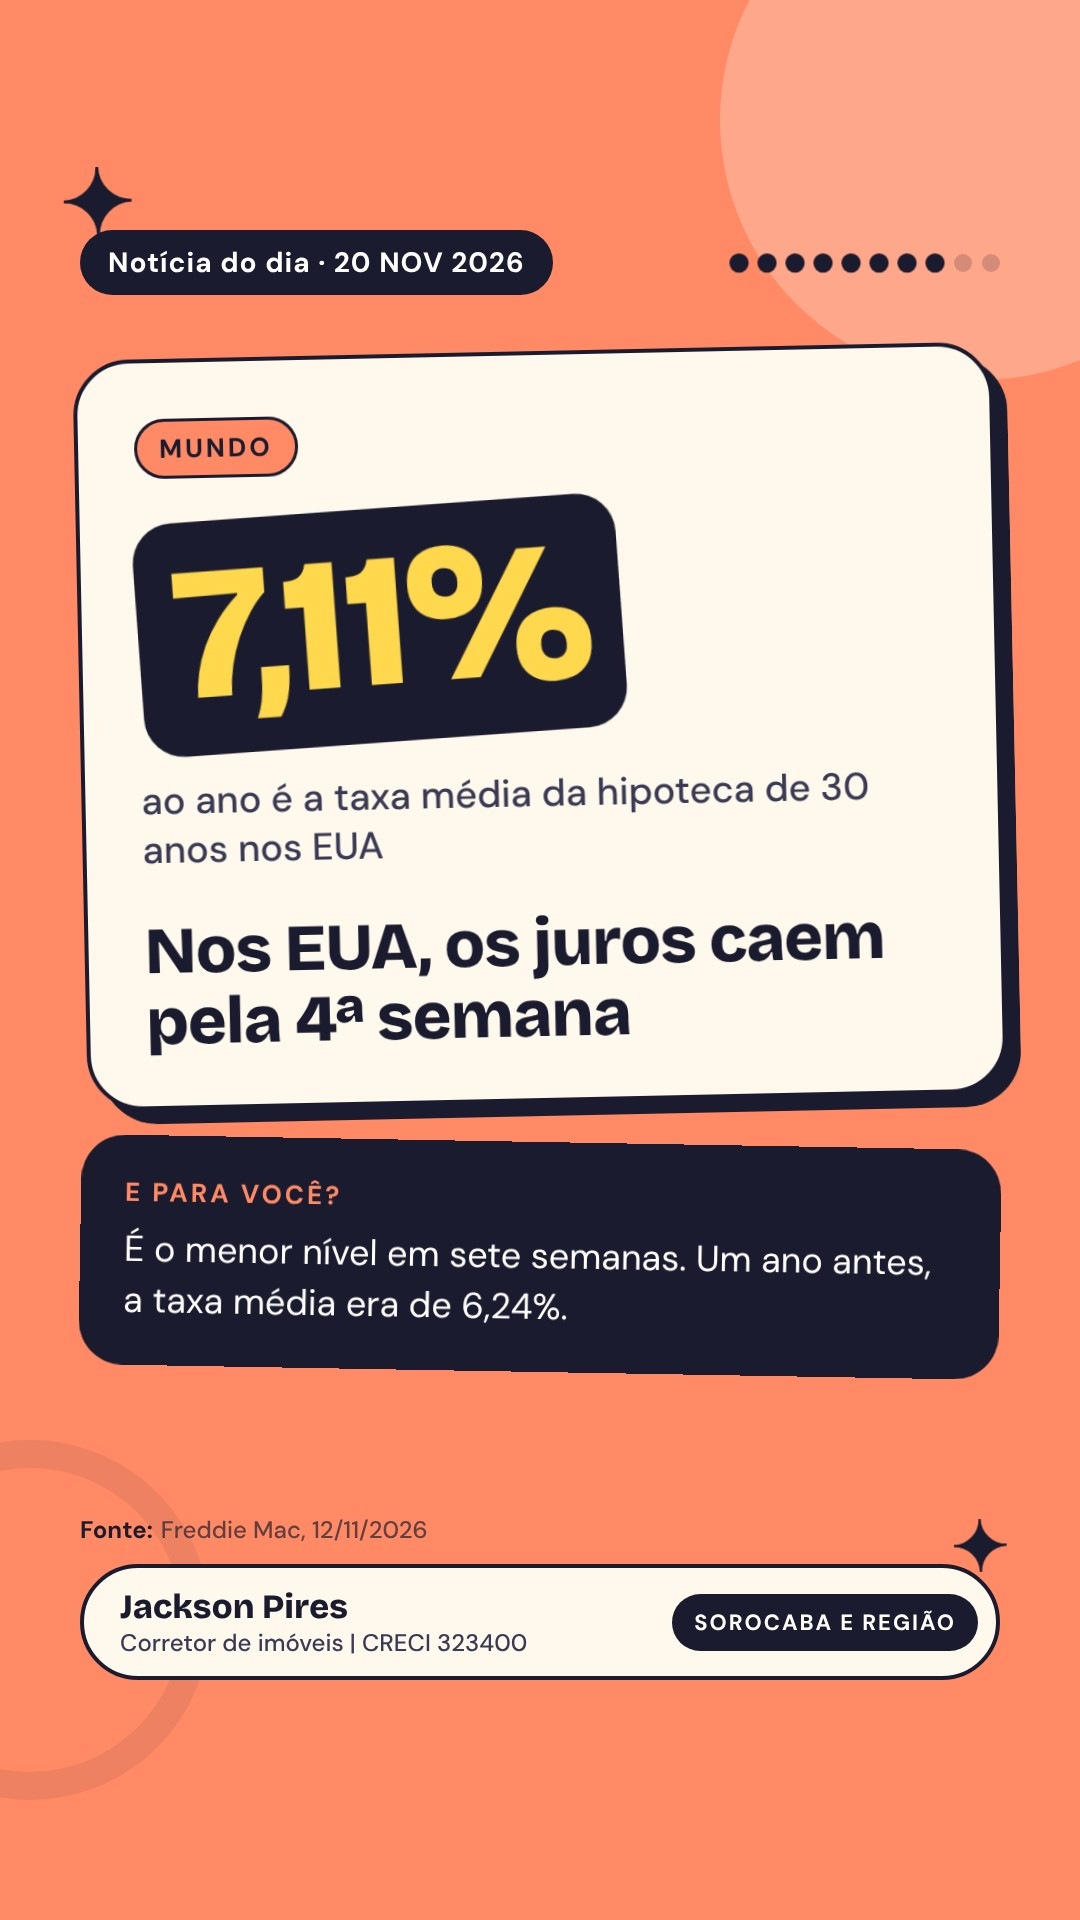 Notícia do dia · 20 NOV 2026
MUNDO
7,11%
ao ano é a taxa média da hipoteca de 30
anos nos EUA
Nos EUA, os juros caem
pela 4ª semana
E PARA VOCÊ?
É o menor nível em sete semanas. Um ano antes,
a taxa média era de 6,24%.
Fonte: Freddie Mac, 12/11/2026
Jackson Pires
Corretor de imóveis | CRECI 323400
SOROCABA E REGIÃO